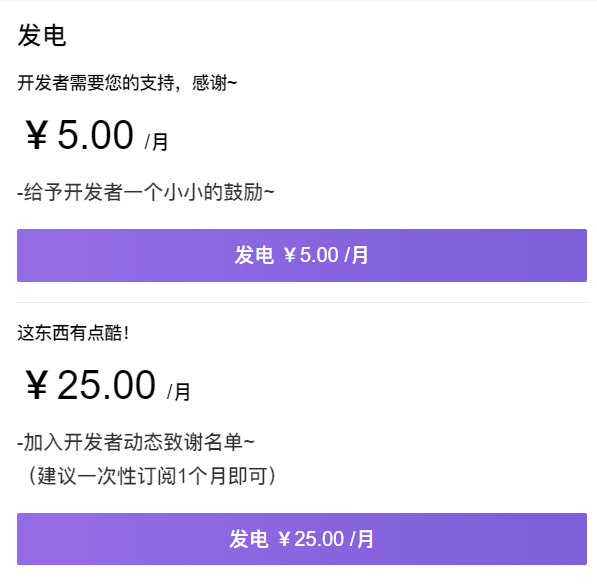 发电
开发者需要您的支持，感谢~
￥5.00 /月
-给予开发者一个小小的鼓励~
发电 ￥5.00 /月
这东西有点酷！
￥25.00 /月
-加入开发者动态致谢名单~
（建议一次性订阅1个月即可）
发电 ￥25.00 /月